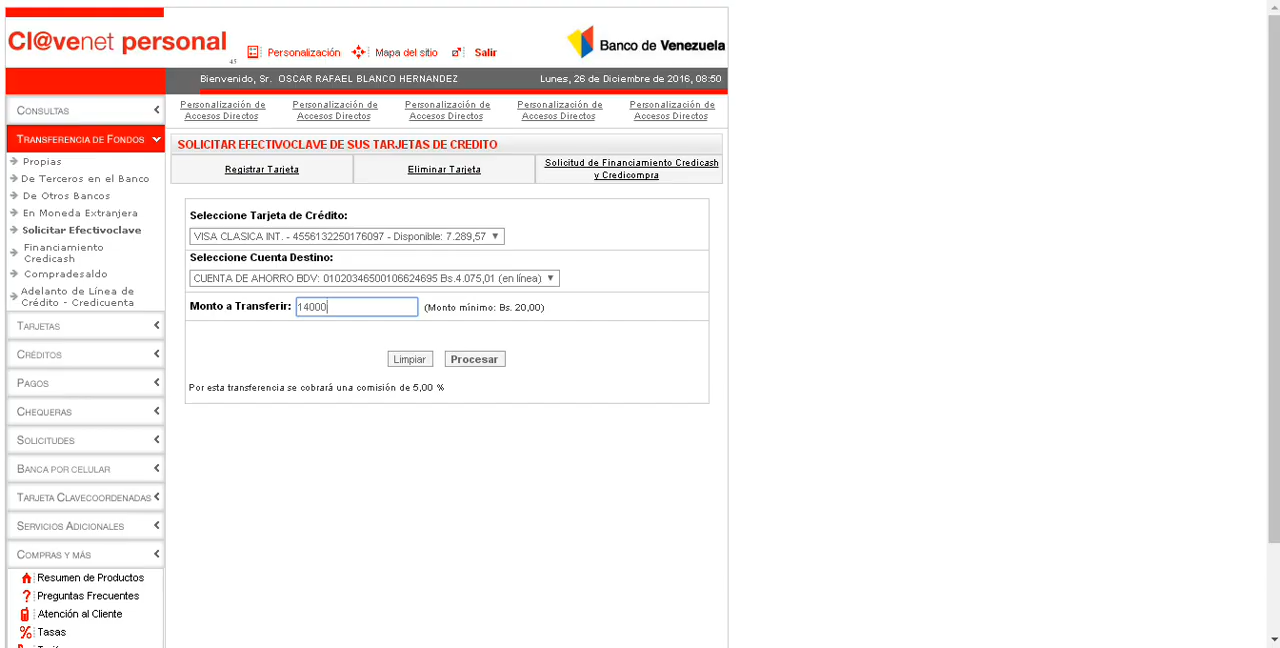 Cl@venet personal
4.5
Personalización
Mapa del sitio
Salir
Banco de Venezuela
Bienvenido, Sr. OSCAR RAFAEL BLANCO HERNANDEZ
Lunes, 26 de Diciembre de 2016, 08:50
CONSULTAS
TRANSFERENCIA DE FONDOS
Propias
De Terceros en el Banco
De Otros Bancos
En Moneda Extranjera
Solicitar Efectivoclave
Financiamiento
Credicash
Compradesaldo
Adelanto de Línea de
Crédito - Credicuenta
TARJETAS
CRÉDITOS
PAGOS
CHEQUERAS
SOLICITUDES
BANCA POR CELULAR
TARJETA CLAVECOORDENADAS
SERVICIOS ADICIONALES
COMPRAS Y MÁS
Resumen de Productos
Preguntas Frecuentes
Atención al Cliente
Tasas
Personalización de
Accesos Directos
Personalización de
Accesos Directos
Personalización de
Accesos Directos
Personalización de
Accesos Directos
Personalización de
Accesos Directos
SOLICITAR EFECTIVOCLAVE DE SUS TARJETAS DE CREDITO
Registrar Tarjeta
Eliminar Tarjeta
Solicitud de Financiamiento Credicash
y Credicompra
Seleccione Tarjeta de Crédito:
VISA CLASICA INT. - 4556132250176097 - Disponible: 7.289,57
Seleccione Cuenta Destino:
CUENTA DE AHORRO BDV: 01020346500106624695 Bs.4.075,01 (en línea)
Monto a Transferir: 14000 (Monto mínimo: Bs. 20,00)
Limpiar
Procesar
Por esta transferencia se cobrará una comisión de 5,00 %